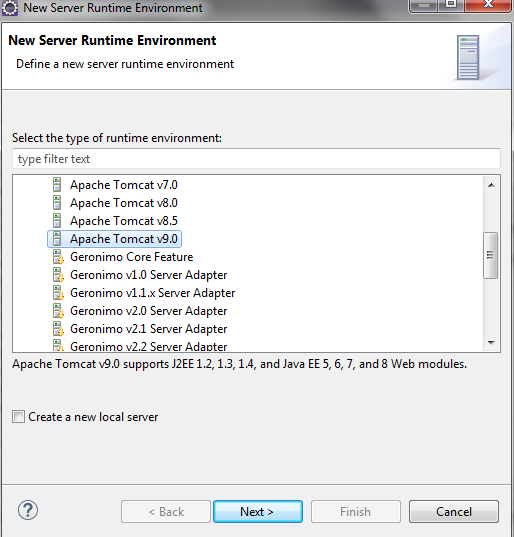 New Server Runtime Environment
New Server Runtime Environment
Define a new server runtime environment
Select the type of runtime environment:
type filter text
Apache Tomcat v7.0
Apache Tomcat v8.0
Apache Tomcat v8.5
Apache Tomcat v9.0
Geronimo Core Feature
Geronimo v1.0 Server Adapter
Geronimo v1.1.x Server Adapter
Geronimo v2.0 Server Adapter
Geronimo v2.1 Server Adapter
Geronimo v2.2 Server Adapter
Apache Tomcat v9.0 supports J2EE 1.2, 1.3, 1.4, and Java EE 5, 6, 7, and 8 Web modules.
Create a new local server
? < Back Next > Finish Cancel